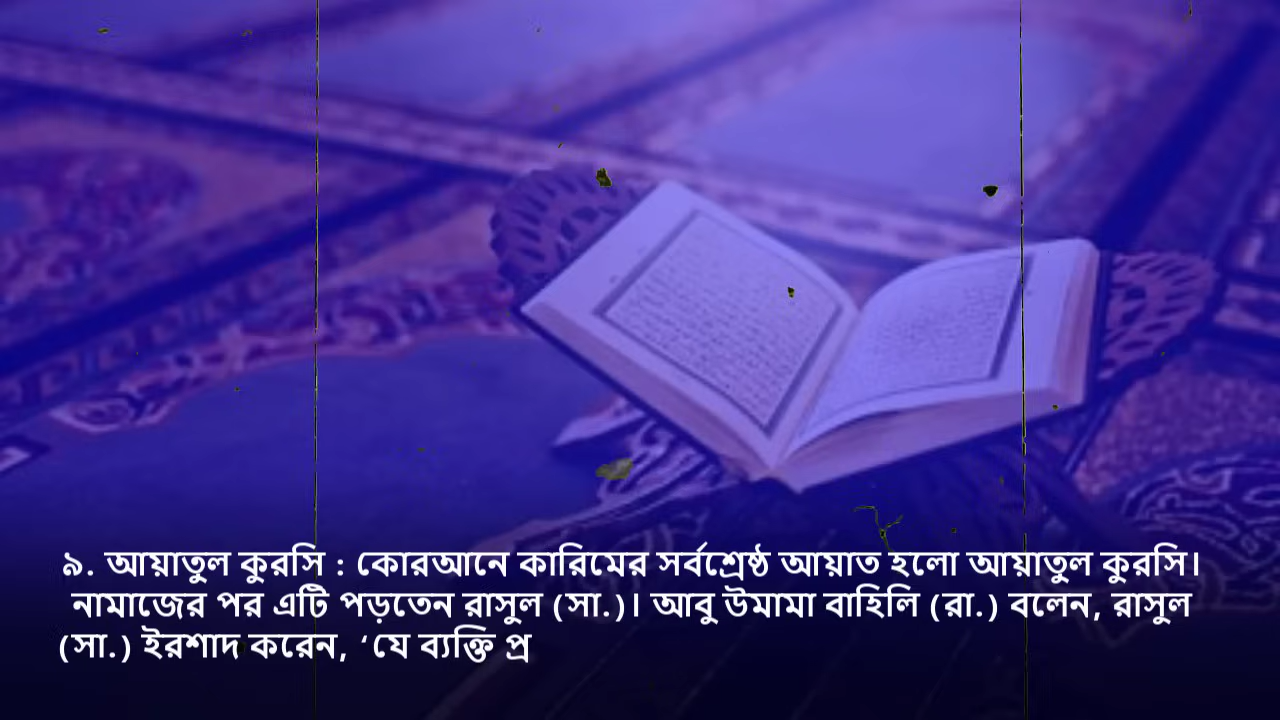 ৯. আয়াতুল কুরসি : কোরআনে কারিমের সর্বশ্রেষ্ঠ আয়াত হলো আয়াতুল কুরসি।
নামাজের পর এটি পড়তেন রাসুল (সা.)। আবু উমামা বাহিলি (রা.) বলেন, রাসুল
(সা.) ইরশাদ করেন, ‘যে ব্যক্তি প্র